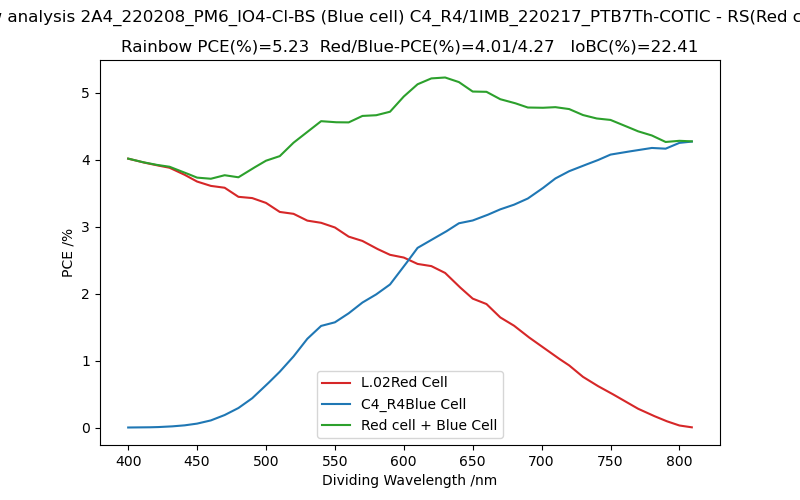 analysis 2A4_220208_PM6_IO4-Cl-BS (Blue cell) C4_R4/1IMB_220217_PTB7Th-COTIC - RS(Red
Rainbow PCE(%)=5.23 Red/Blue-PCE(%)=4.01/4.27 IoBC(%)=22.41
5
4
3
2
1
0
PCE /%
L.02Red Cell
C4_R4Blue Cell
Red cell + Blue Cell
400 450 500 550 600 650 700 750 800
Dividing Wavelength /nm